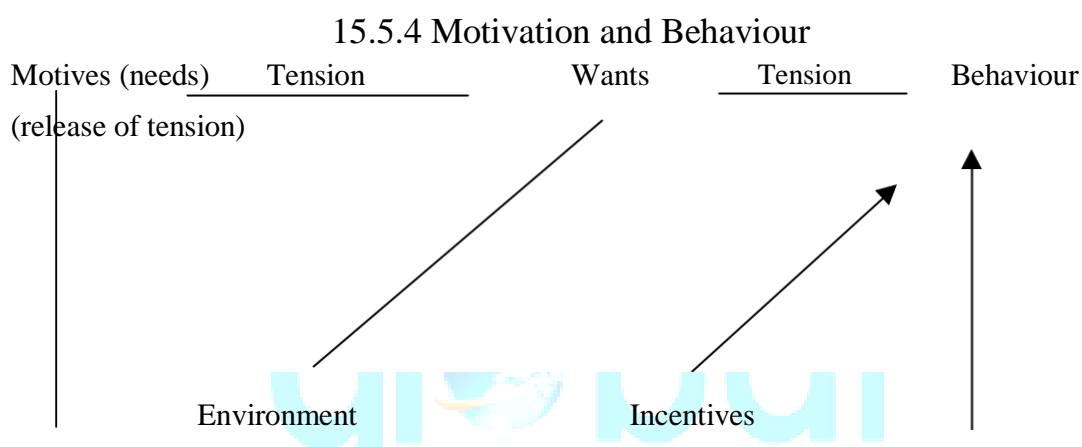 15.5.4 Motivation and Behaviour
Motives (needs) Tension Wants Tension Behaviour
(release of tension)
Environment Incentives